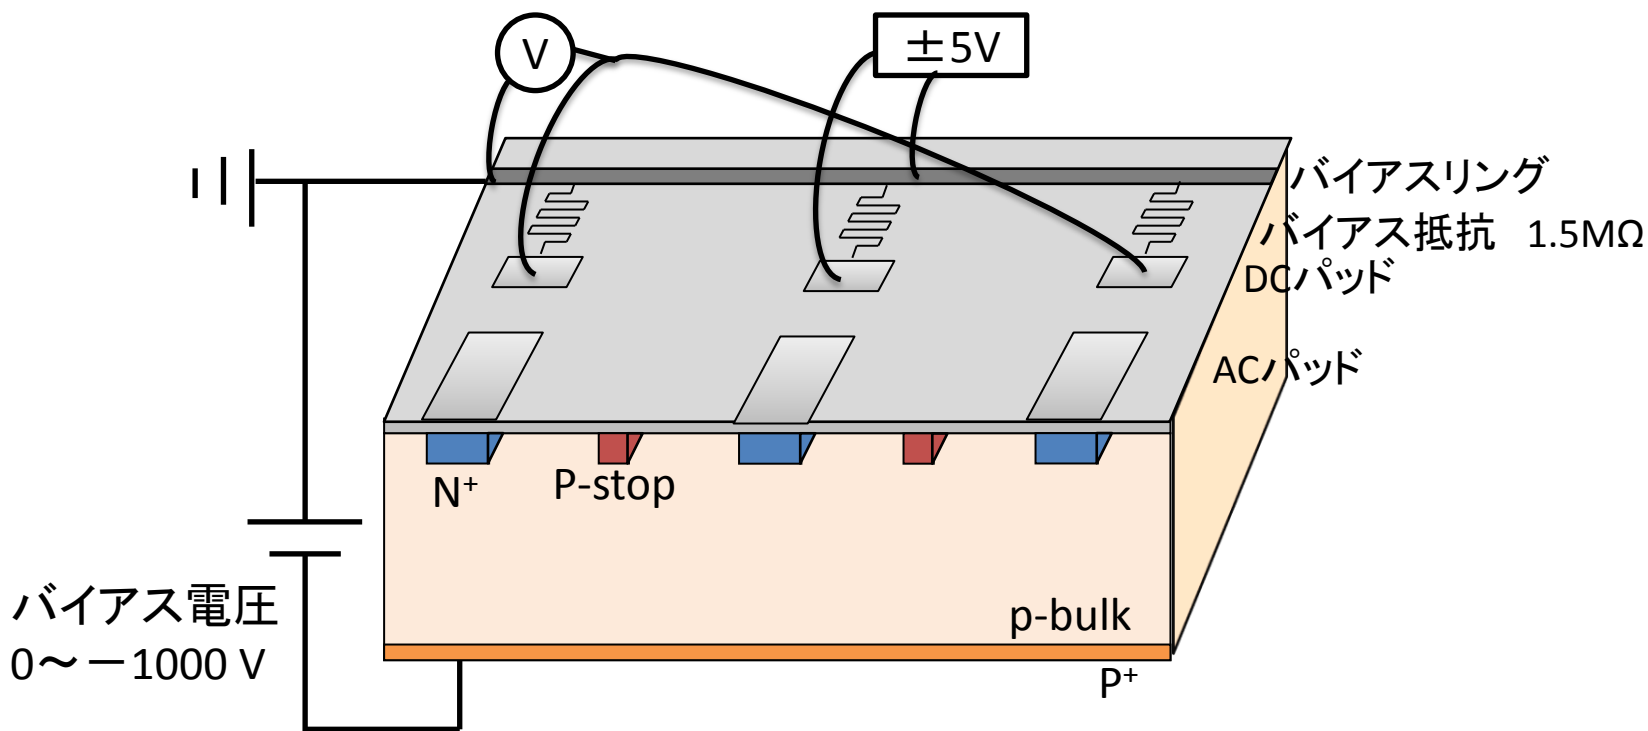 V
±5V
バイアスリング
バイアス抵抗 1.5MΩ
DCパッド
ACパッド
N⁺
P-stop
バイアス電圧
0~-1000 V
p-bulk
P⁺